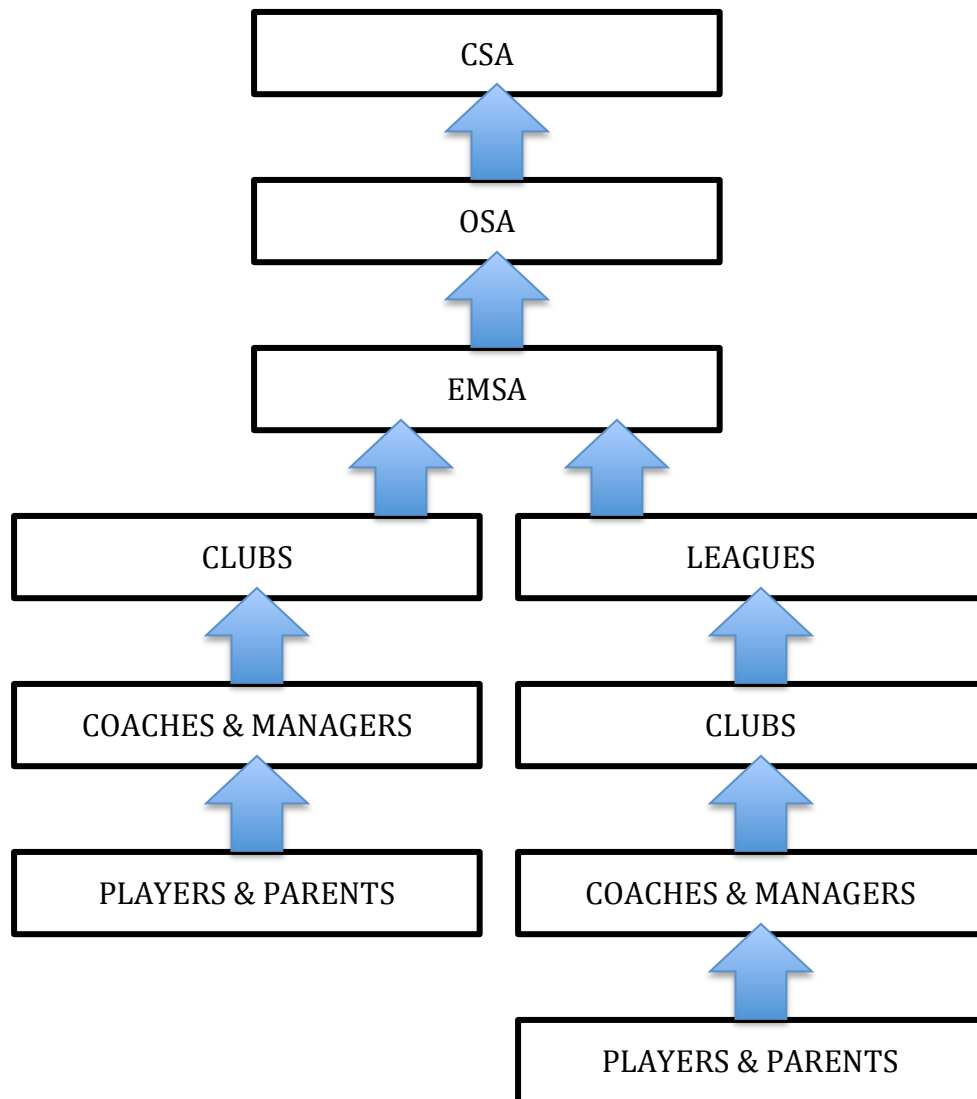 CSA
OSA
EMSA
CLUBS
LEAGUES
COACHES & MANAGERS
CLUBS
PLAYERS & PARENTS
COACHES & MANAGERS
PLAYERS & PARENTS